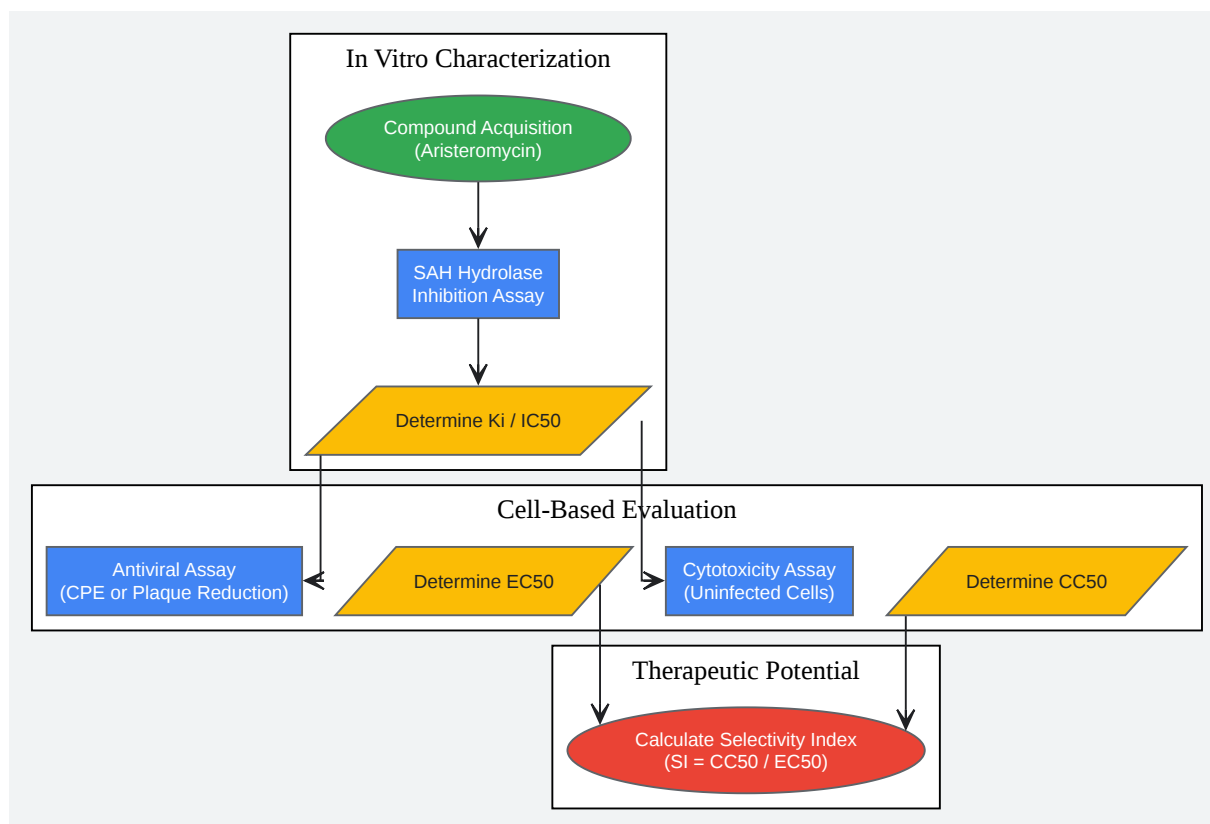 In Vitro Characterization
Compound Acquisition
(Aristeromycin)
SAH Hydrolase
Inhibition Assay
Determine Ki / IC50
Cell-Based Evaluation
Antiviral Assay
(CPE or Plaque Reduction)
Determine EC50
Cytotoxicity Assay
(Uninfected Cells)
Determine CC50
Therapeutic Potential
Calculate Selectivity Index
(SI = CC50 / EC50)